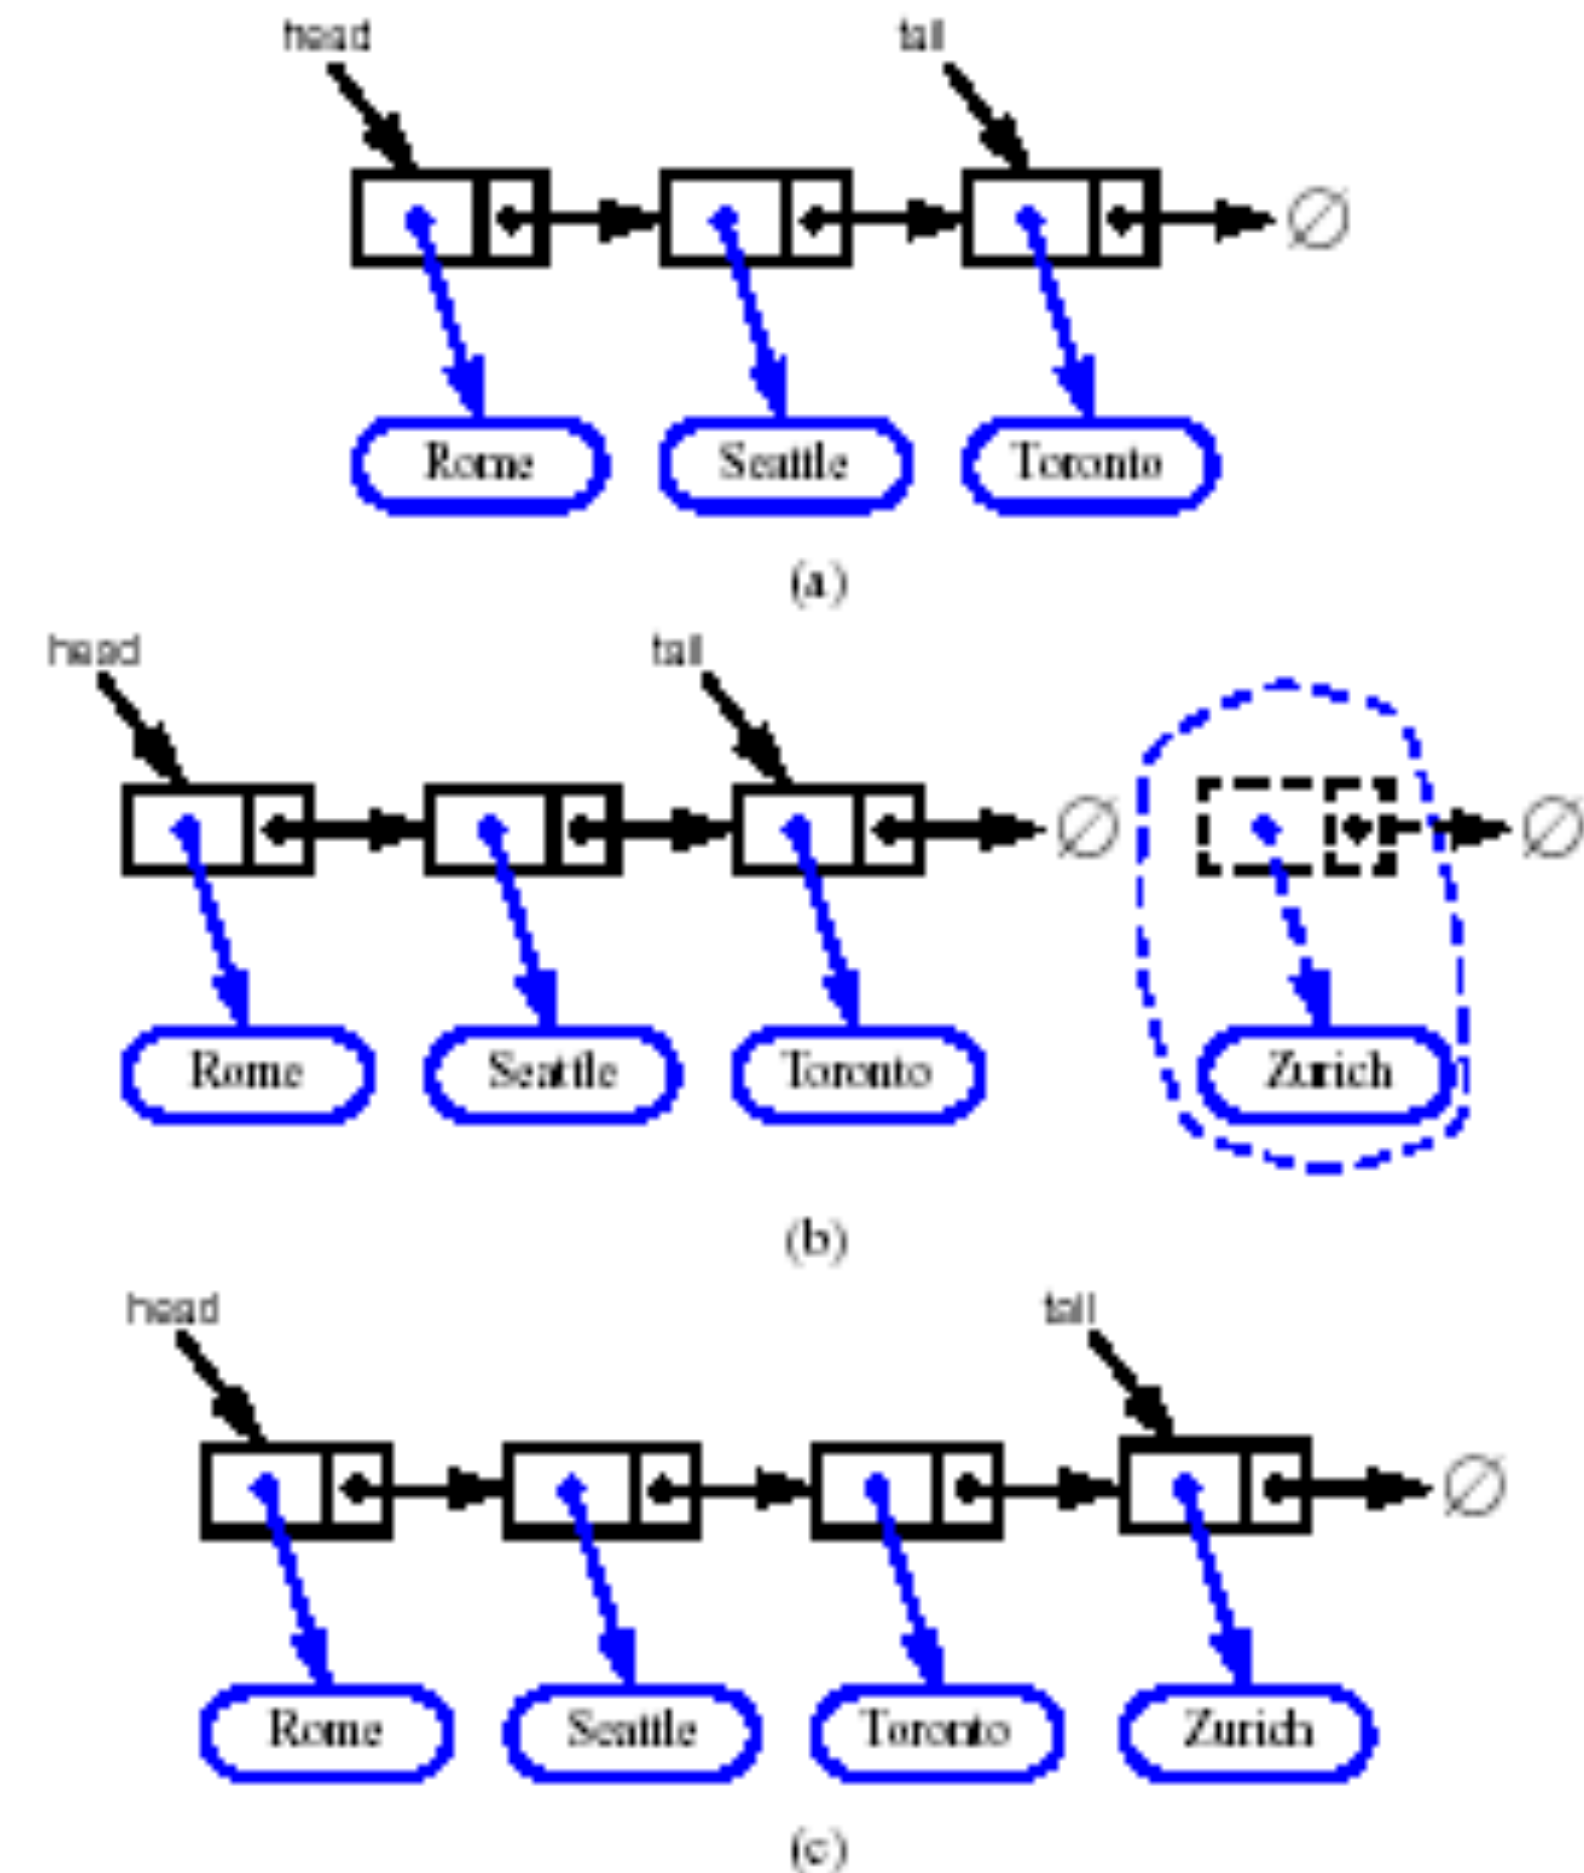 head tail
∅
Rome Seattle Toronto
(a)
head tail
∅ ∅
Rome Seattle Toronto Zurich
(b)
head tail
∅
Rome Seattle Toronto Zurich
(c)